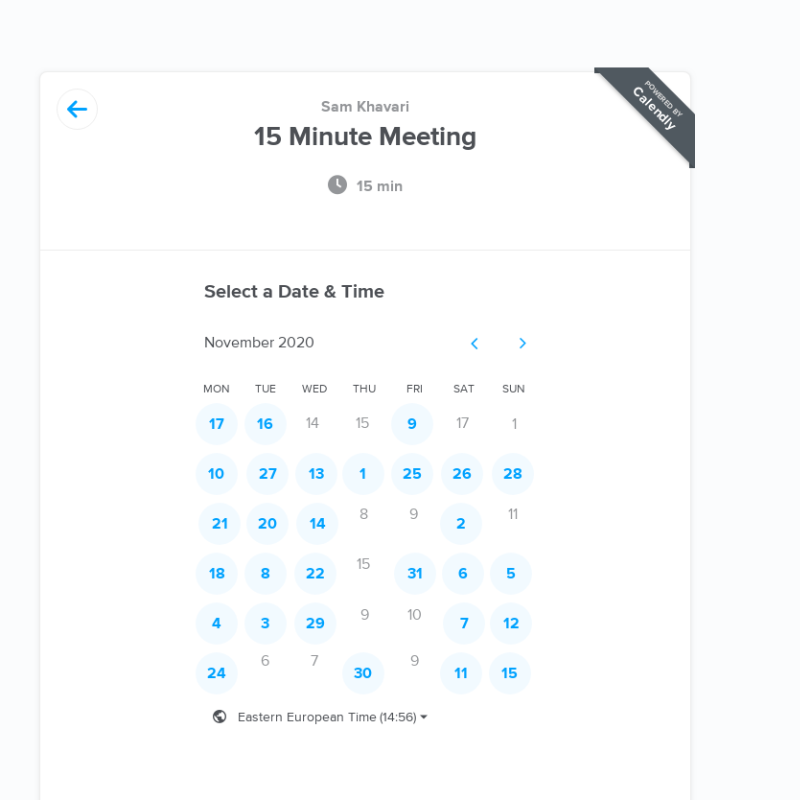 POWERED BY
Calendly
Sam Khavari
15 Minute Meeting
15 min
Select a Date & Time
November 2020
MON TUE WED THU FRI SAT SUN
17 16 14 15 9 17 1
10 27 13 1 25 26 28
21 20 14 8 9 2 11
18 8 22 15 31 6 5
4 3 29 9 10 7 12
24 6 7 30 9 11 15
Eastern European Time (14:56)